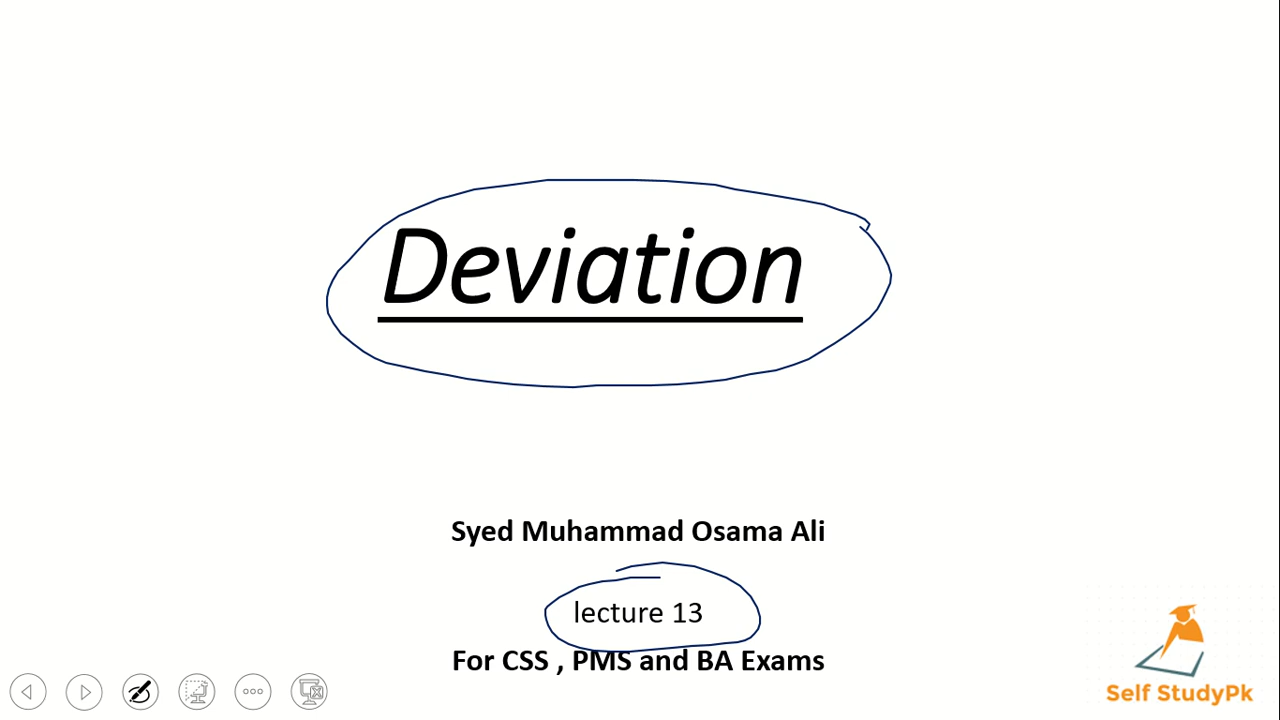 Deviation
Syed Muhammad Osama Ali
lecture 13
For CSS , PMS and BA Exams
Self StudyPk